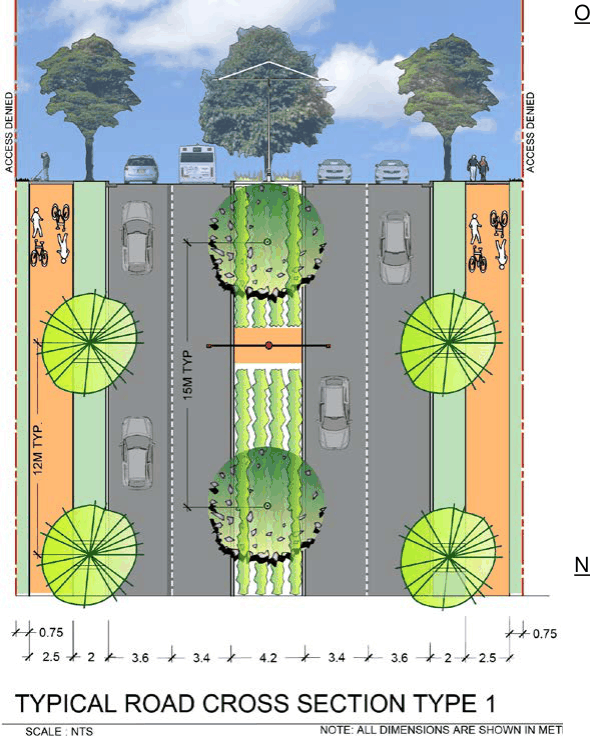 O
ACCESS DENIED
ACCESS DENIED
15M TYP
12M TYP.
N
0.75
0.75
2.5 2 3.6 3.4 4.2 3.4 3.6 2 2.5
TYPICAL ROAD CROSS SECTION TYPE 1
SCALE : NTS
NOTE: ALL DIMENSIONS ARE SHOWN IN MET